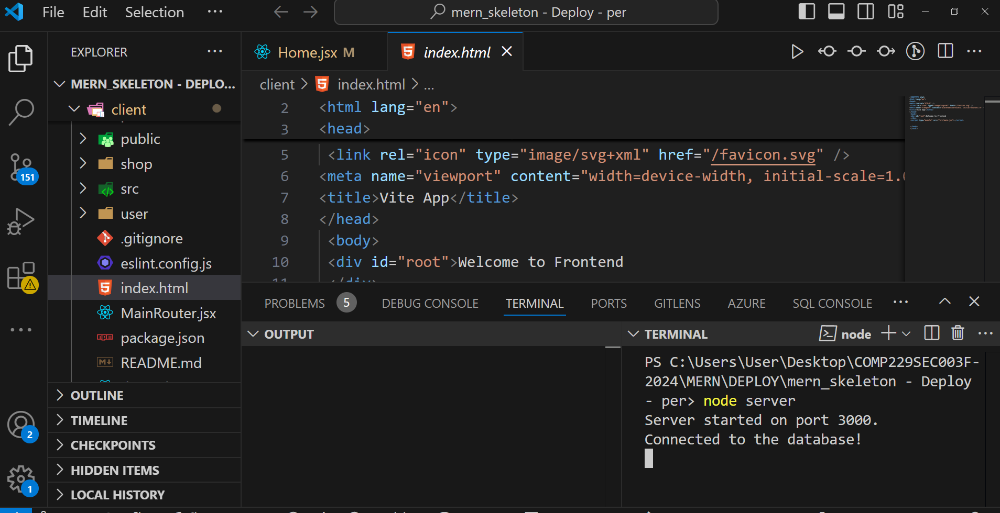 File Edit Selection ···
mern_skeleton - Deploy - per
EXPLORER ···
MERN_SKELETON - DEPLO...
client
public
shop
src
user
.gitignore
eslint.config.js
index.html
MainRouter.jsx
package.json
README.md
OUTLINE
TIMELINE
CHECKPOINTS
HIDDEN ITEMS
LOCAL HISTORY
151
2
1
Home.jsx M
index.html
client > index.html > ...
2 <html lang="en">
3 <head>
5 <link rel="icon" type="image/svg+xml" href="/favicon.svg" />
6 <meta name="viewport" content="width=device-width, initial-scale=1.0
7 <title>Vite App</title>
8 </head>
9 <body>
10 <div id="root">Welcome to Frontend
11 </div>
PROBLEMS 5 DEBUG CONSOLE TERMINAL PORTS GITLENS AZURE SQL CONSOLE ···
OUTPUT
TERMINAL node
PS C:\Users\User\Desktop\COMP229SEC003F-
2024\MERN\DEPLOY\mern_skeleton - Deploy
- per> node server
Server started on port 3000.
Connected to the database!